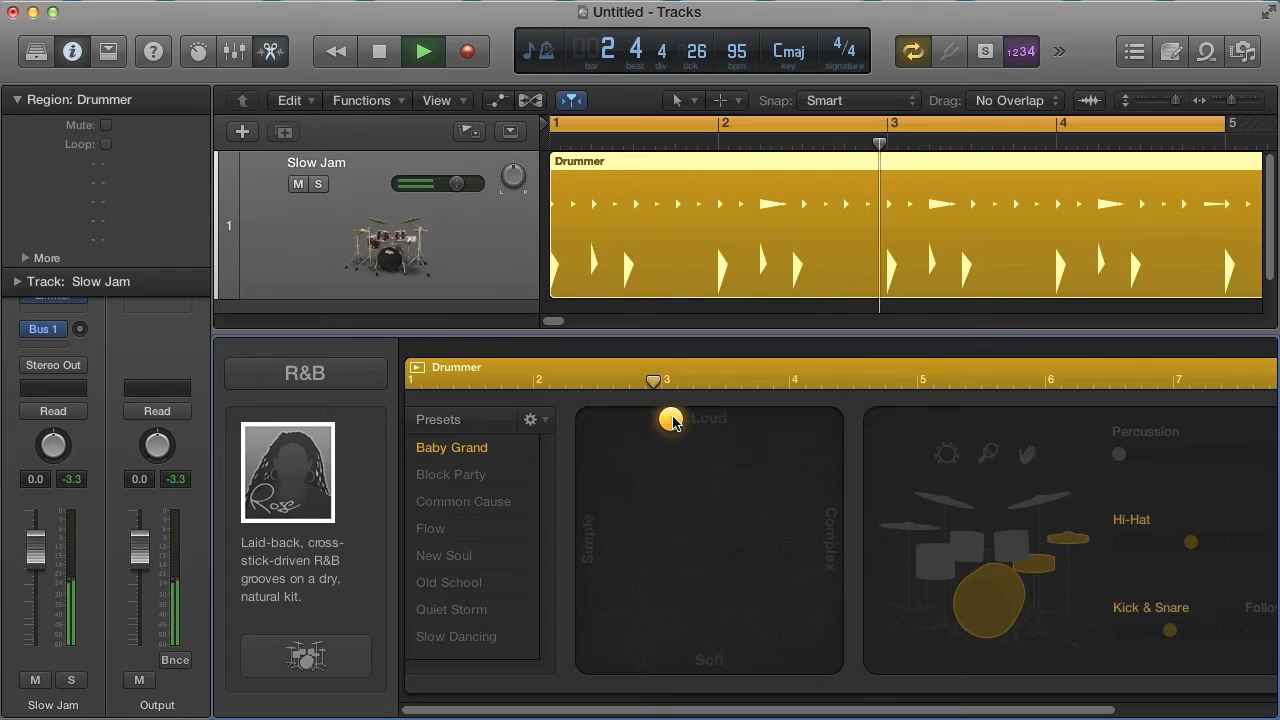 Untitled - Tracks
2 4 4 26 95 Cmaj 4/4
bar beat div tick bpm key signature
S
1234
Region: Drummer
Edit Functions View Snap: Smart Drag: No Overlap
Mute:
Loop:
1 2 3 4 5
Slow Jam
M S
L R
1
Drummer
More
Track: Slow Jam
Bus 1
Stereo Out
Read Read
0.0 -3.3 0.0 -3.3
Bnce
M S M
Slow Jam Output
R&B
Rose
Laid-back, cross-
stick-driven R&B
grooves on a dry,
natural kit.
Drummer
1 2 3 4 5 6 7
Presets
Baby Grand
Block Party
Common Cause
Flow
New Soul
Old School
Quiet Storm
Slow Dancing
Loud
Simple
Complex
Soft
Percussion
Hi-Hat
Kick & Snare